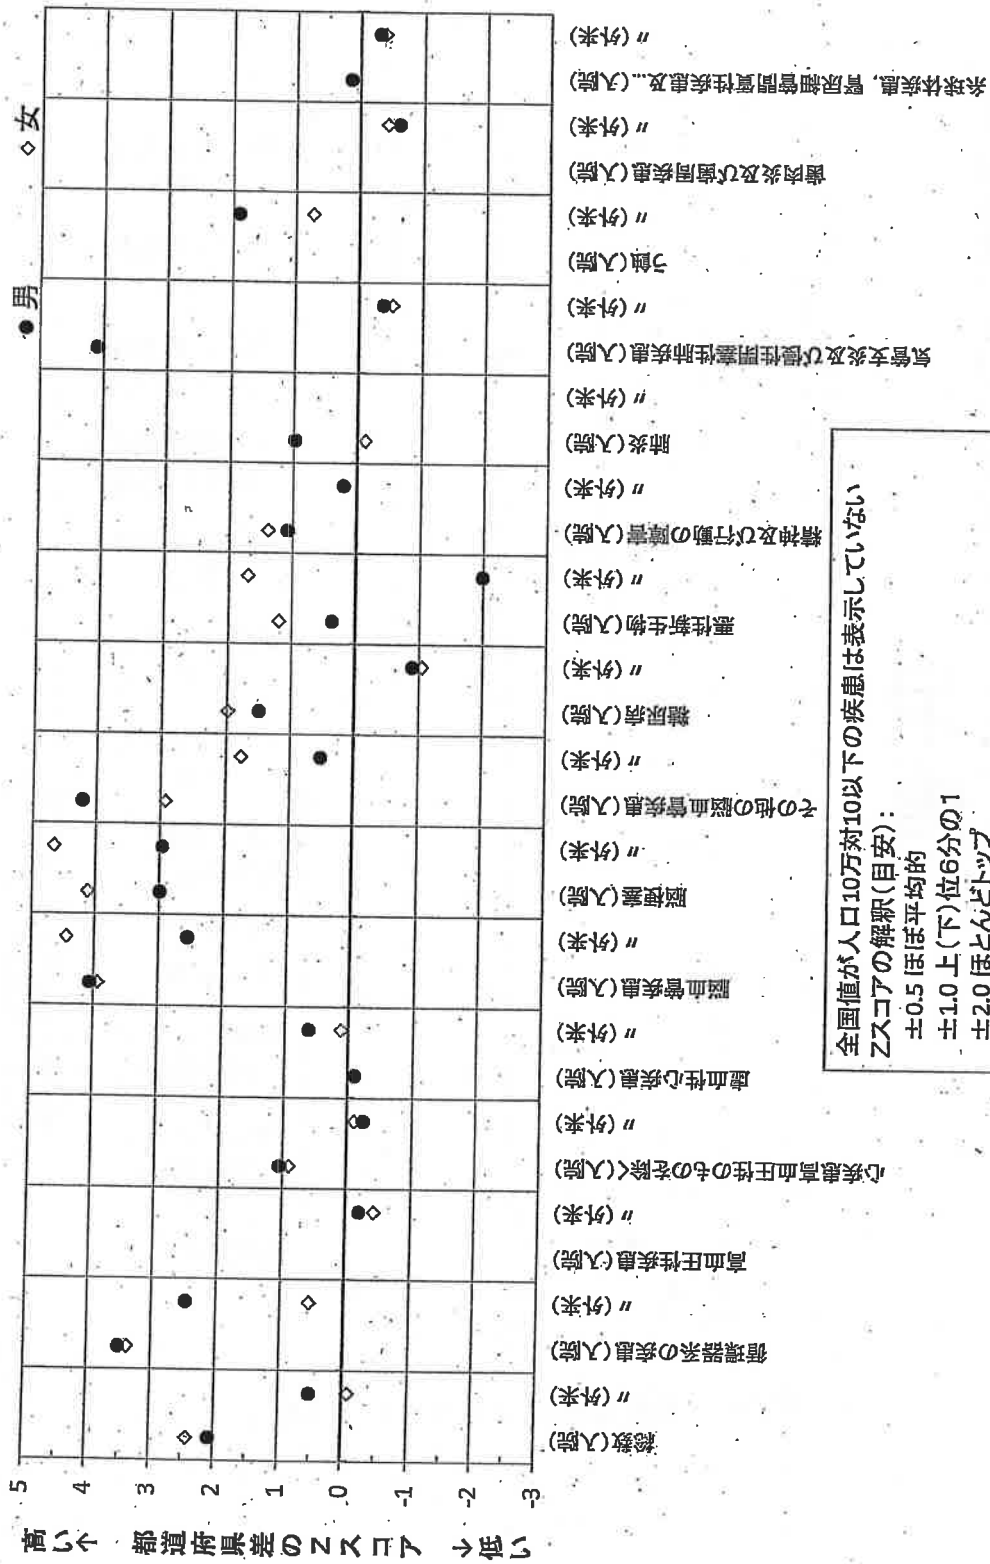 ●男 ◇女
高い↑ 都道府県差のZスコア ↓低い
5
4
3
2
1
0
-1
-2
-3
総数(入院)
〃(外来)
循環器系の疾患(入院)
〃(外来)
高血圧性疾患(入院)
〃(外来)
心疾患高血圧性のものを除く(入院)
〃(外来)
虚血性心疾患(入院)
〃(外来)
脳血管疾患(入院)
〃(外来)
脳梗塞(入院)
〃(外来)
その他の脳血管疾患(入院)
〃(外来)
糖尿病(入院)
〃(外来)
悪性新生物(入院)
〃(外来)
精神及び行動の障害(入院)
〃(外来)
肺炎(入院)
〃(外来)
気管支炎及び慢性閉塞性肺疾患(入院)
〃(外来)
う蝕(入院)
〃(外来)
歯肉炎及び歯周疾患(入院)
〃(外来)
糸球体疾患，腎尿細管間質性疾患及…(入院)
〃(外来)
全国値が人口10万対10以下の疾患は表示していない
Zスコアの解釈(目安)：
±0.5 ほぼ平均的
±1.0 上(下)位6分の1
±2.0 ほとんどトップ